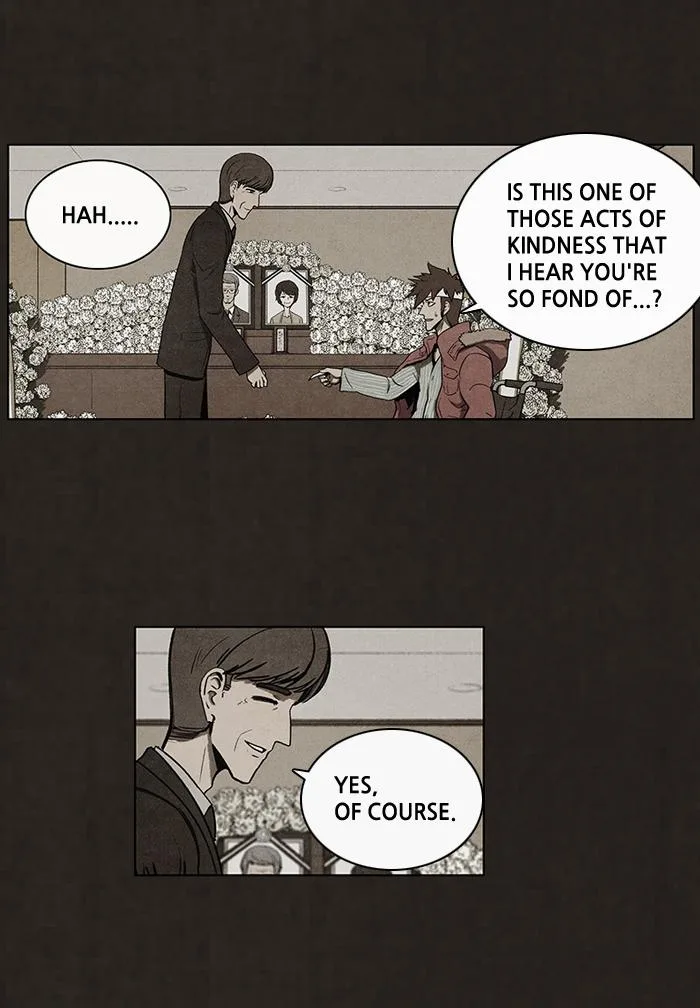 HAH.....
IS THIS ONE OF
THOSE ACTS OF
KINDNESS THAT
I HEAR YOU'RE
SO FOND OF...?
YES,
OF COURSE.